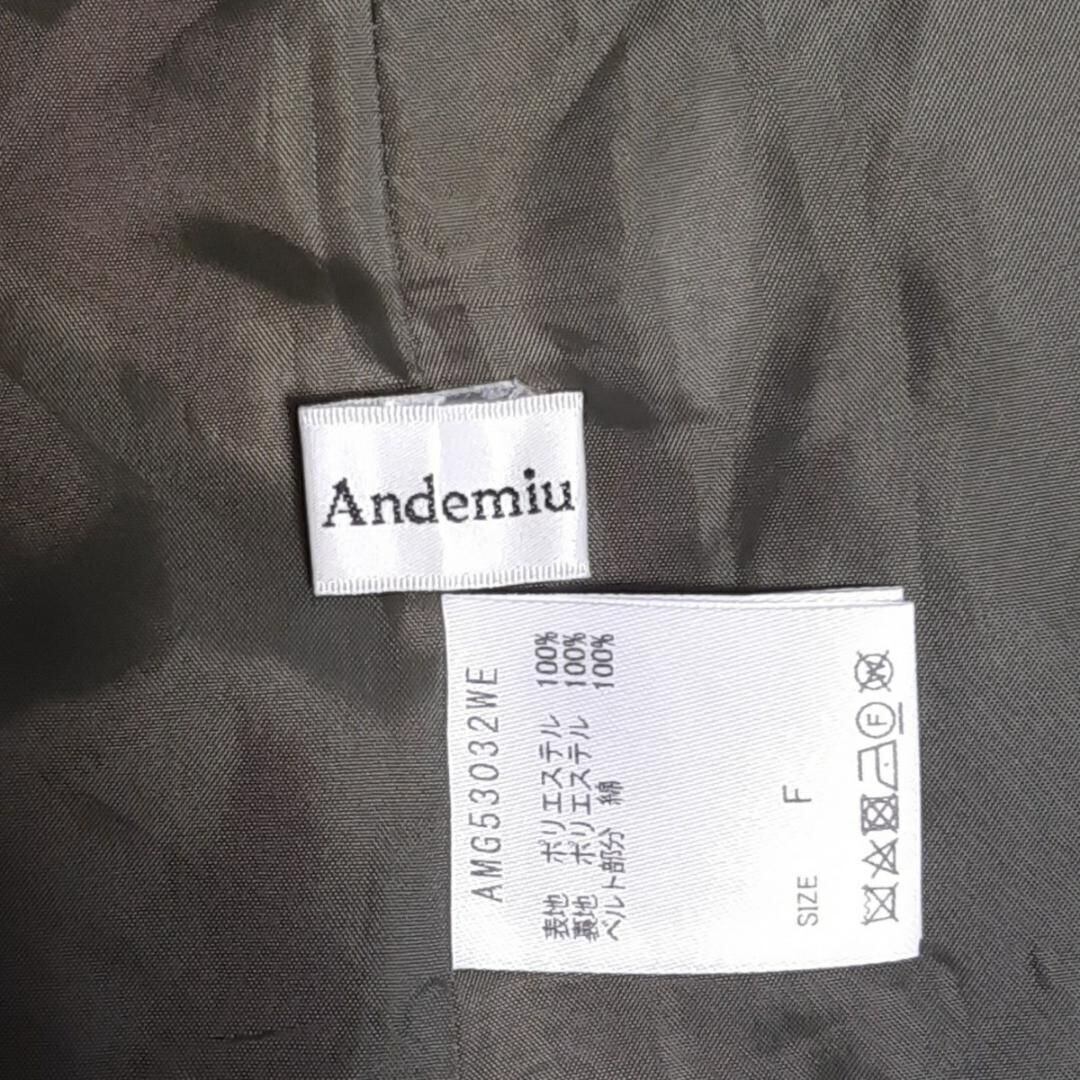 Andemiu
AMG53032WE
表地 ポリエステル 100%
裏地 ポリエステル 100%
ベルト部分 綿 100%
SIZE F
F
W